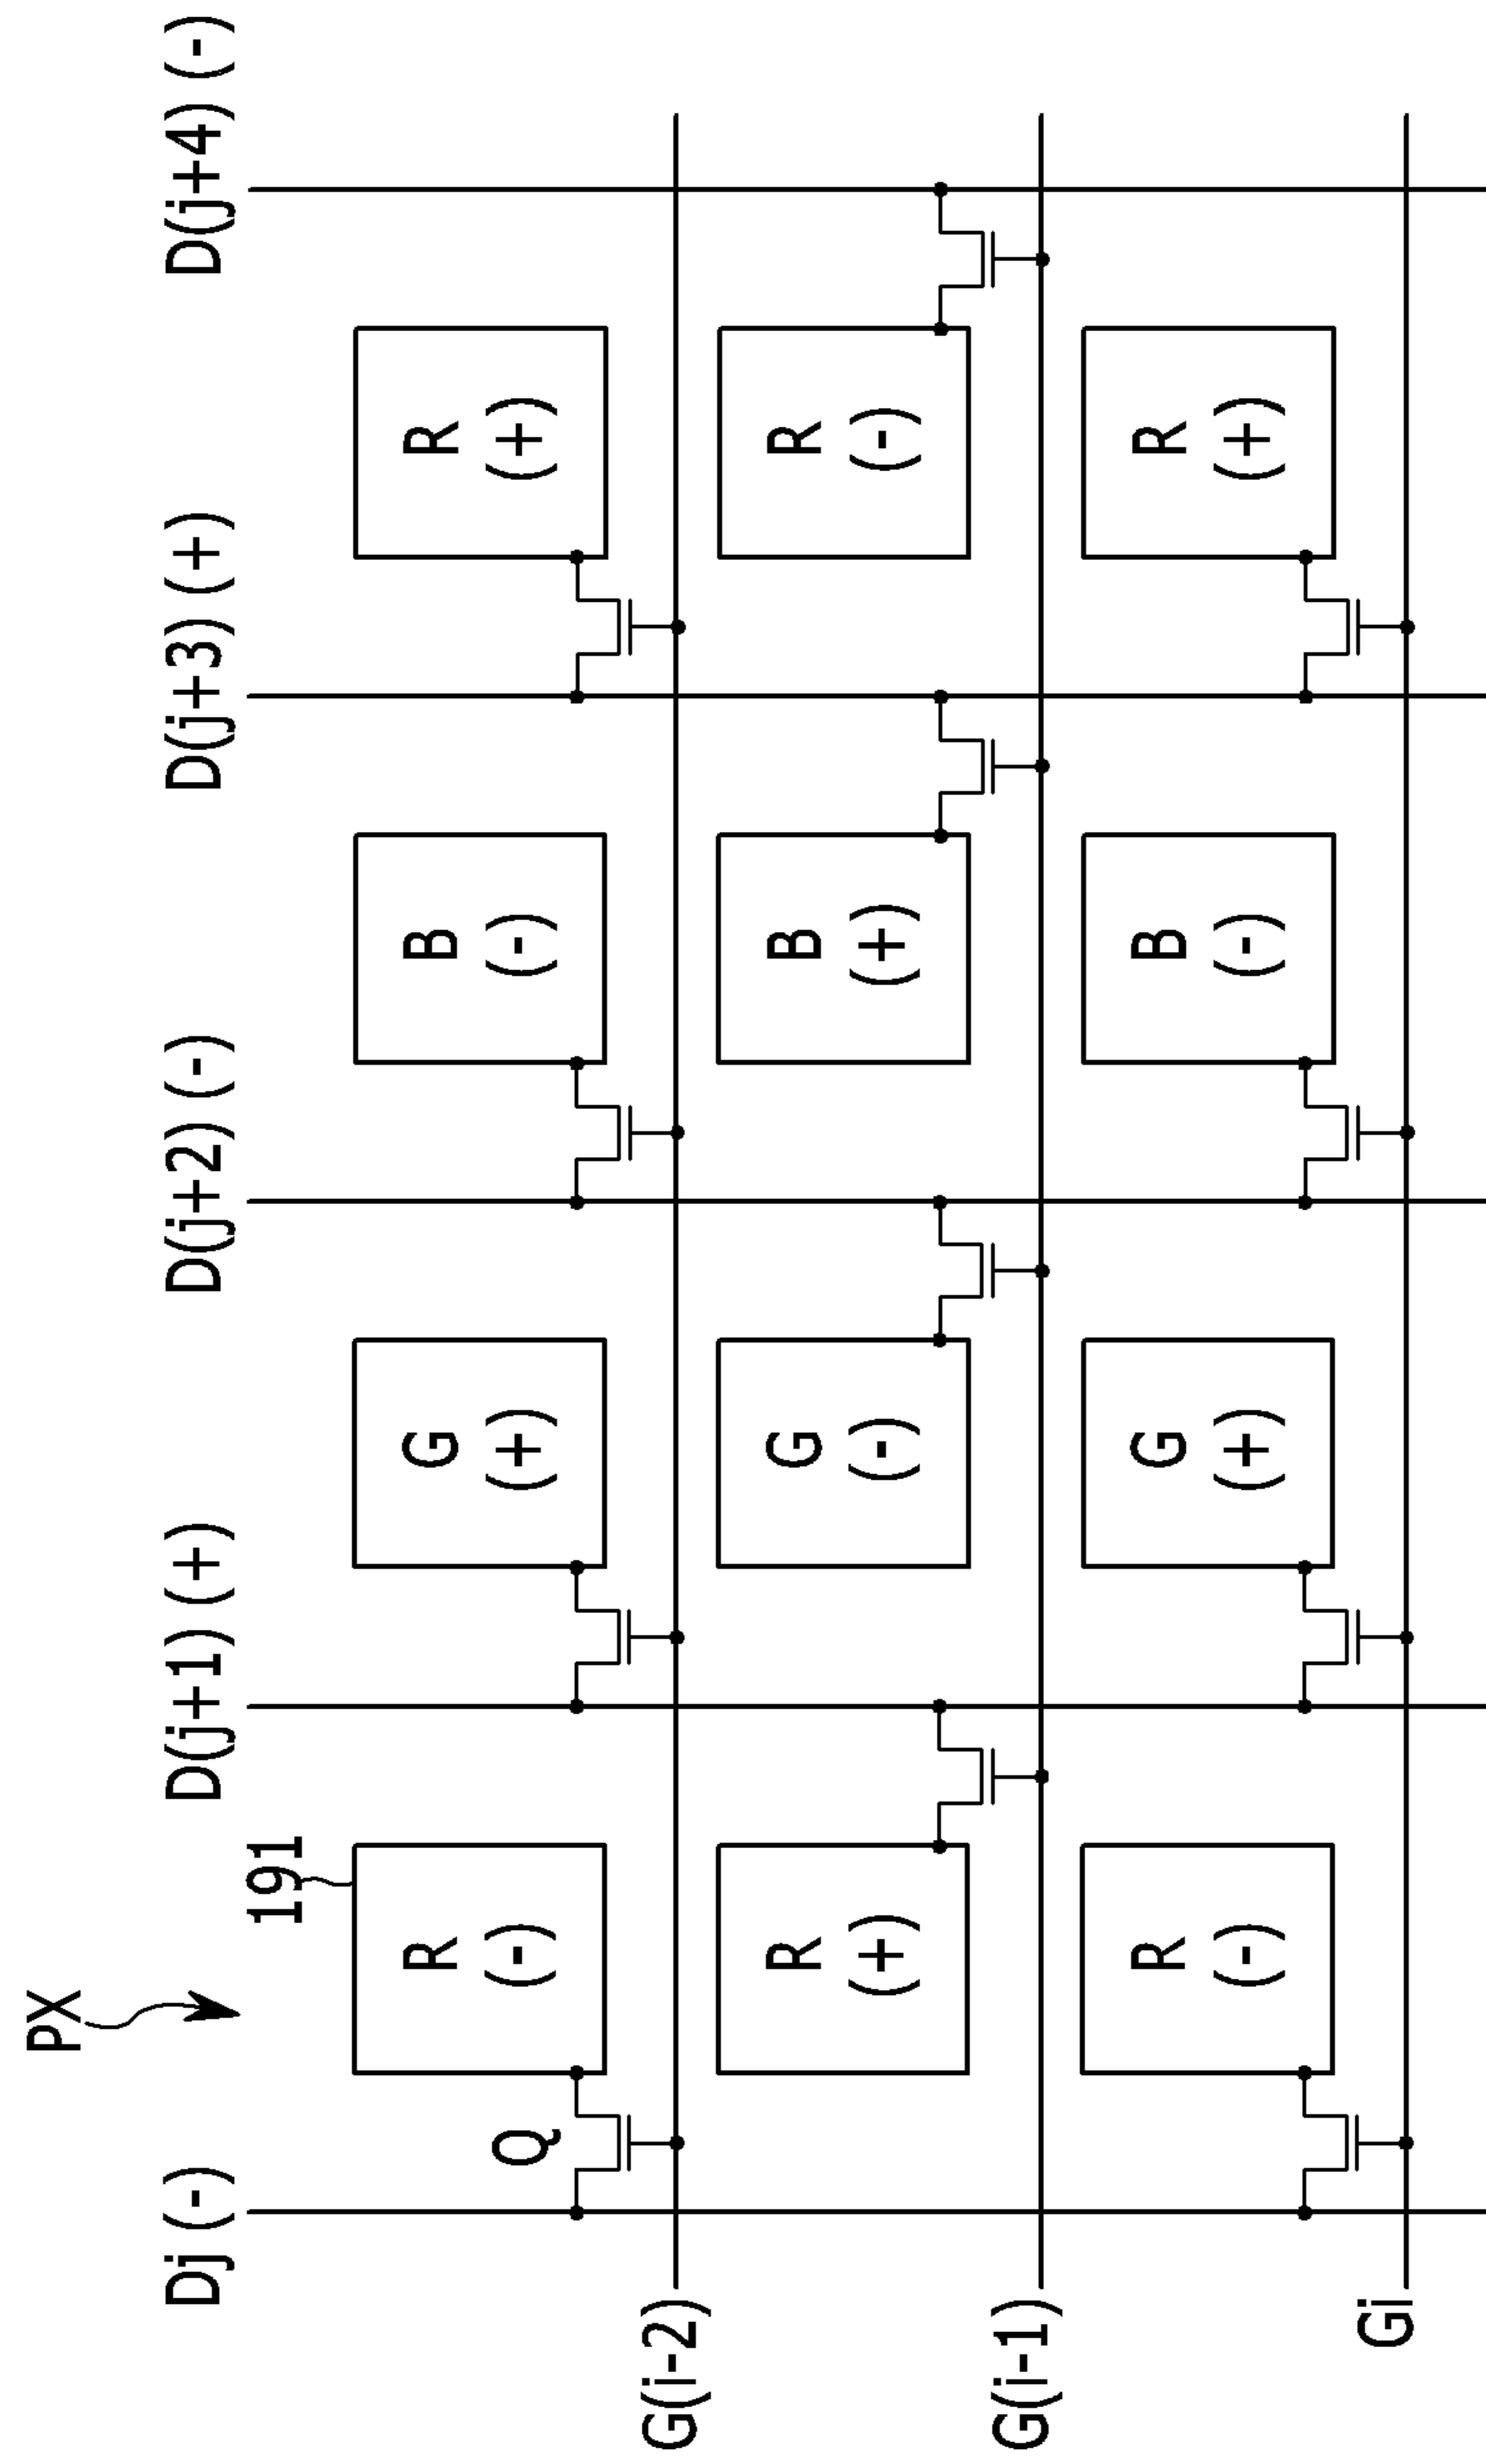 PX
Dj (-)
D(j+1) (+)
D(j+2) (-)
D(j+3) (+)
D(j+4) (-)
191
Q
R
(-)
G
(+)
B
(-)
R
(+)
G(i-2)
R
(+)
G
(-)
B
(+)
R
(-)
G(i-1)
R
(-)
G
(+)
B
(-)
R
(+)
Gi